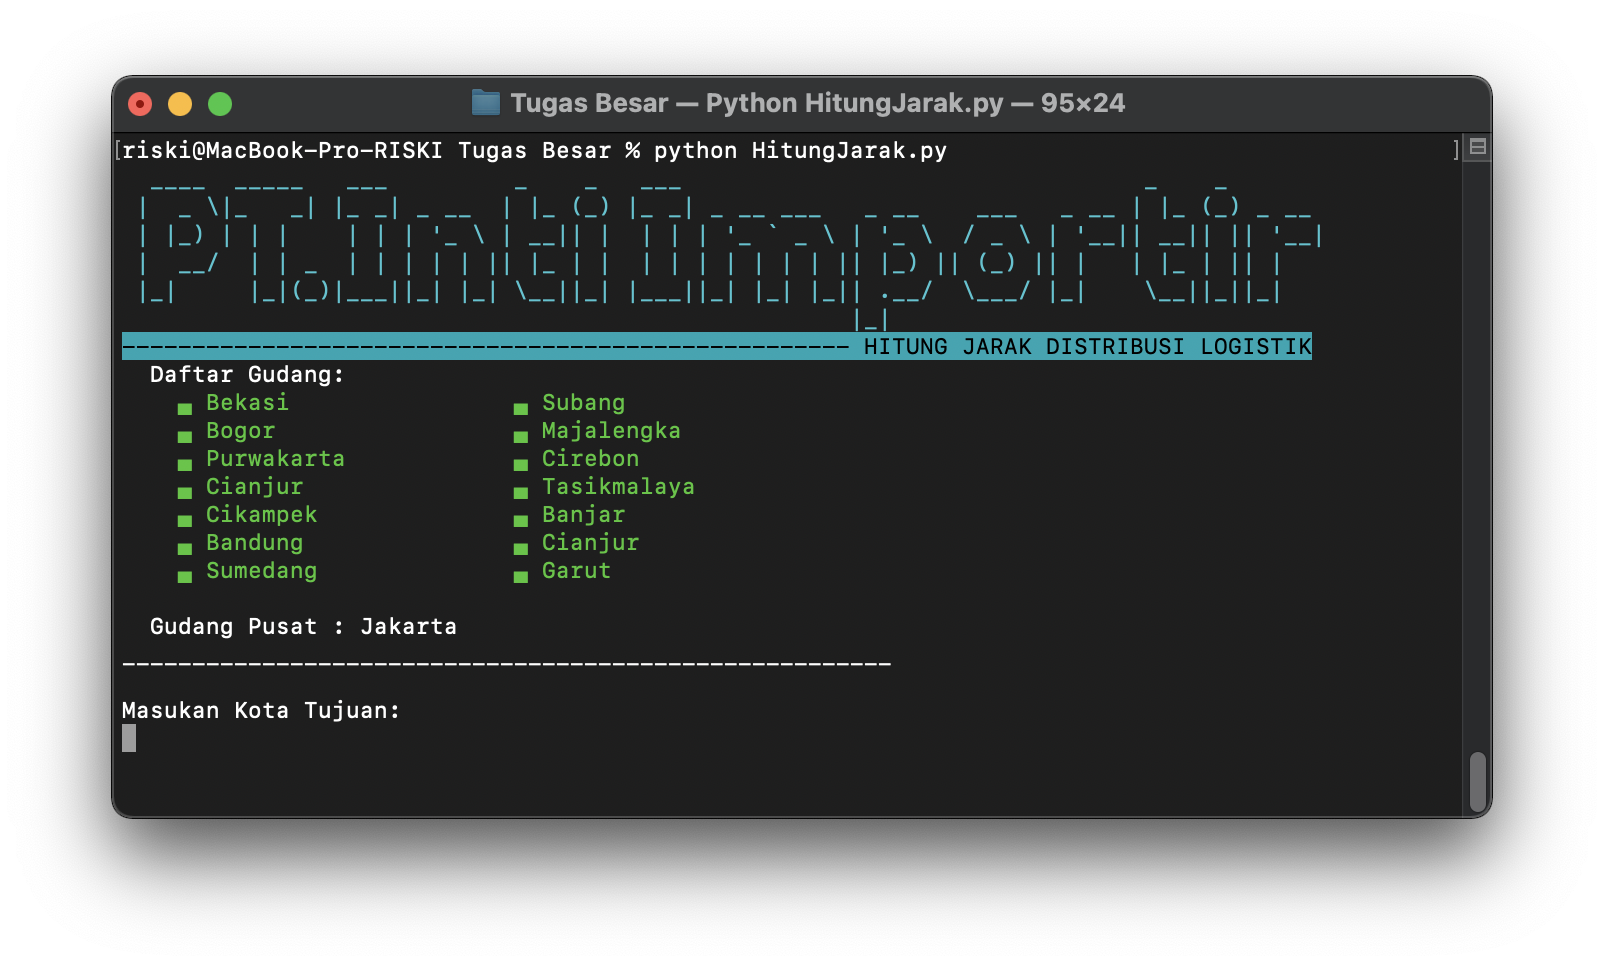 Tugas Besar — Python HitungJarak.py — 95×24
[riski@MacBook-Pro-RISKI Tugas Besar % python HitungJarak.py ]
PT.Inti Importir
---------------------------------------------------- HITUNG JARAK DISTRIBUSI LOGISTIK
Daftar Gudang:
▄ Bekasi ▄ Subang
▄ Bogor ▄ Majalengka
▄ Purwakarta ▄ Cirebon
▄ Cianjur ▄ Tasikmalaya
▄ Cikampek ▄ Banjar
▄ Bandung ▄ Cianjur
▄ Sumedang ▄ Garut
Gudang Pusat : Jakarta
-------------------------------------------------------
Masukan Kota Tujuan: